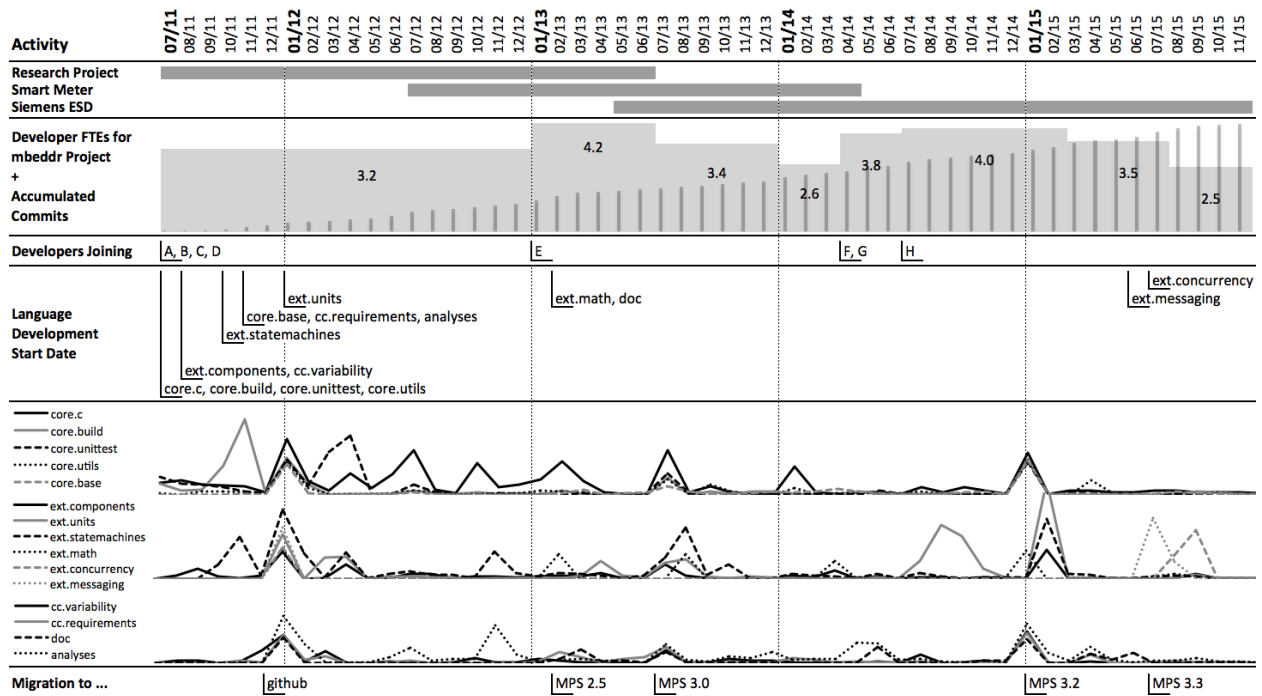 Activity
07/11 08/11 09/11 10/11 11/11 12/11 01/12 02/12 03/12 04/12 05/12 06/12 07/12 08/12 09/12 10/12 11/12 12/12 01/13 02/13 03/13 04/13 05/13 06/13 07/13 08/13 09/13 10/13 11/13 12/13 01/14 02/14 03/14 04/14 05/14 06/14 07/14 08/14 09/14 10/14 11/14 12/14 01/15 02/15 03/15 04/15 05/15 06/15 07/15 08/15 09/15 10/15 11/15
Research Project
Smart Meter
Siemens ESD
Developer FTEs for
mbeddr Project
+
Accumulated
Commits
3.2 4.2 3.4 2.6 3.8 4.0 3.5 2.5
Developers Joining A, B, C, D E F, G H
Language
Development
Start Date
ext.concurrency
ext.units ext.math, doc ext.messaging
core.base, cc.requirements, analyses
ext.statemachines
ext.components, cc.variability
core.c, core.build, core.unittest, core.utils
core.c
core.build
core.unittest
core.utils
core.base
ext.components
ext.units
ext.statemachines
ext.math
ext.concurrency
ext.messaging
cc.variability
cc.requirements
doc
analyses
Migration to ... github MPS 2.5 MPS 3.0 MPS 3.2 MPS 3.3